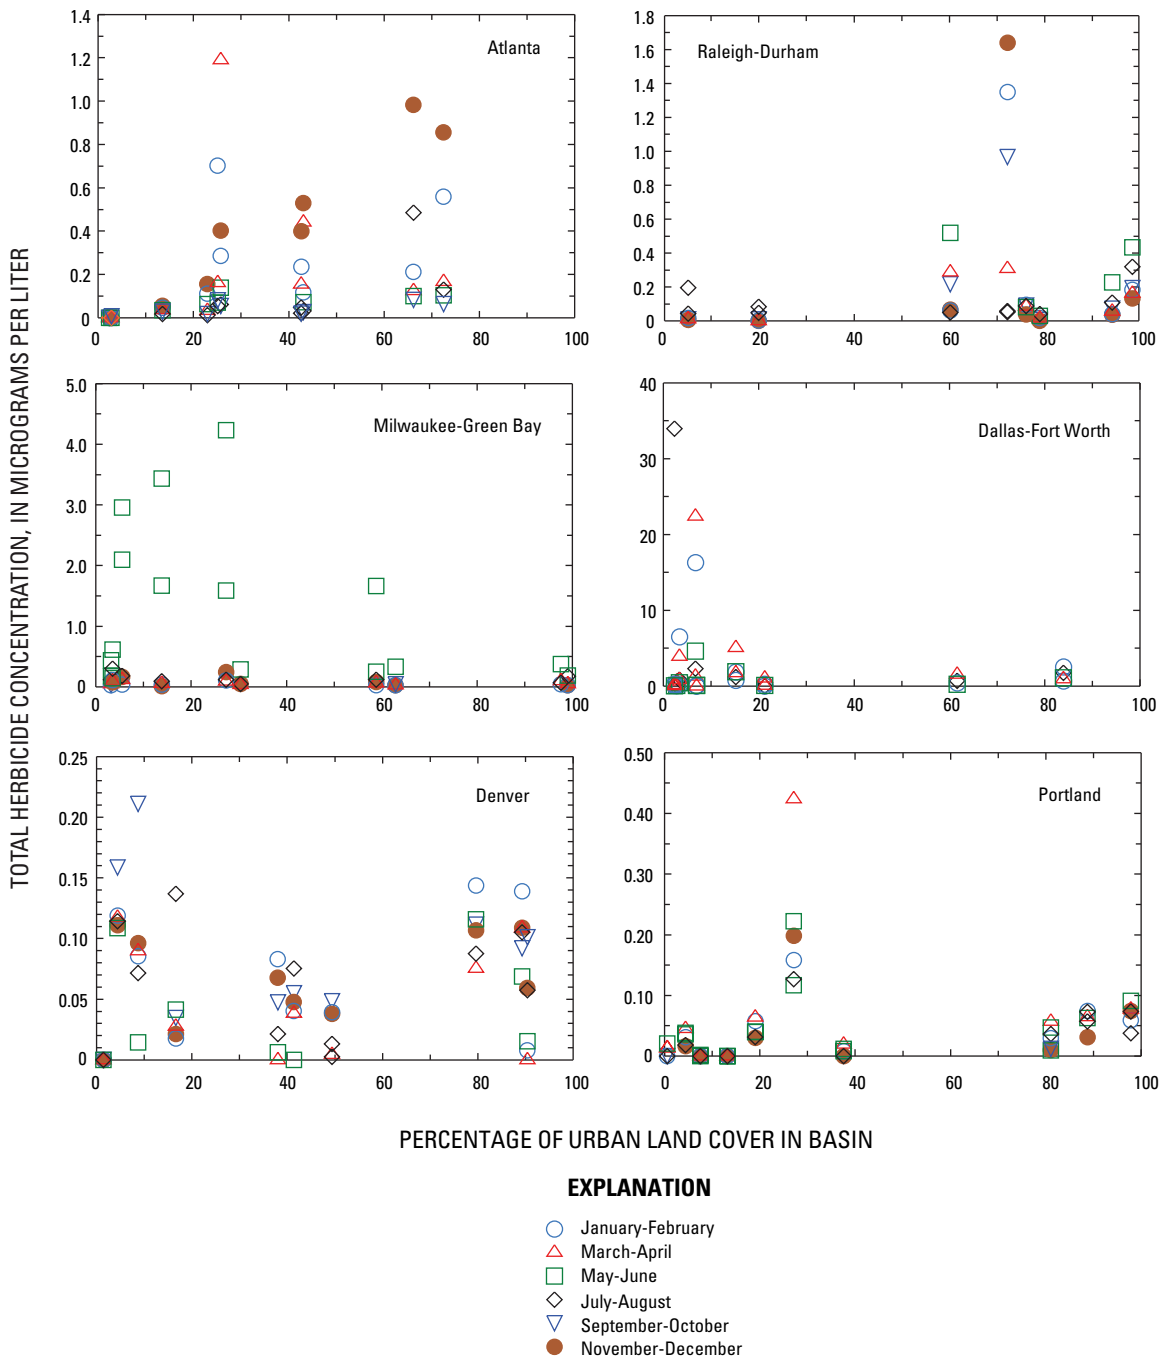 TOTAL HERBICIDE CONCENTRATION, IN MICROGRAMS PER LITER
Atlanta
1.4
1.2
1.0
0.8
0.6
0.4
0.2
0
0 20 40 60 80 100
Raleigh-Durham
1.8
1.6
1.4
1.2
1.0
0.8
0.6
0.4
0.2
0
0 20 40 60 80 100
Milwaukee-Green Bay
5.0
4.0
3.0
2.0
1.0
0
0 20 40 60 80 100
Dallas-Fort Worth
40
30
20
10
0
0 20 40 60 80 100
Denver
0.25
0.20
0.15
0.10
0.05
0
0 20 40 60 80 100
Portland
0.50
0.40
0.30
0.20
0.10
0
0 20 40 60 80 100
PERCENTAGE OF URBAN LAND COVER IN BASIN
EXPLANATION
January-February
March-April
May-June
July-August
September-October
November-December